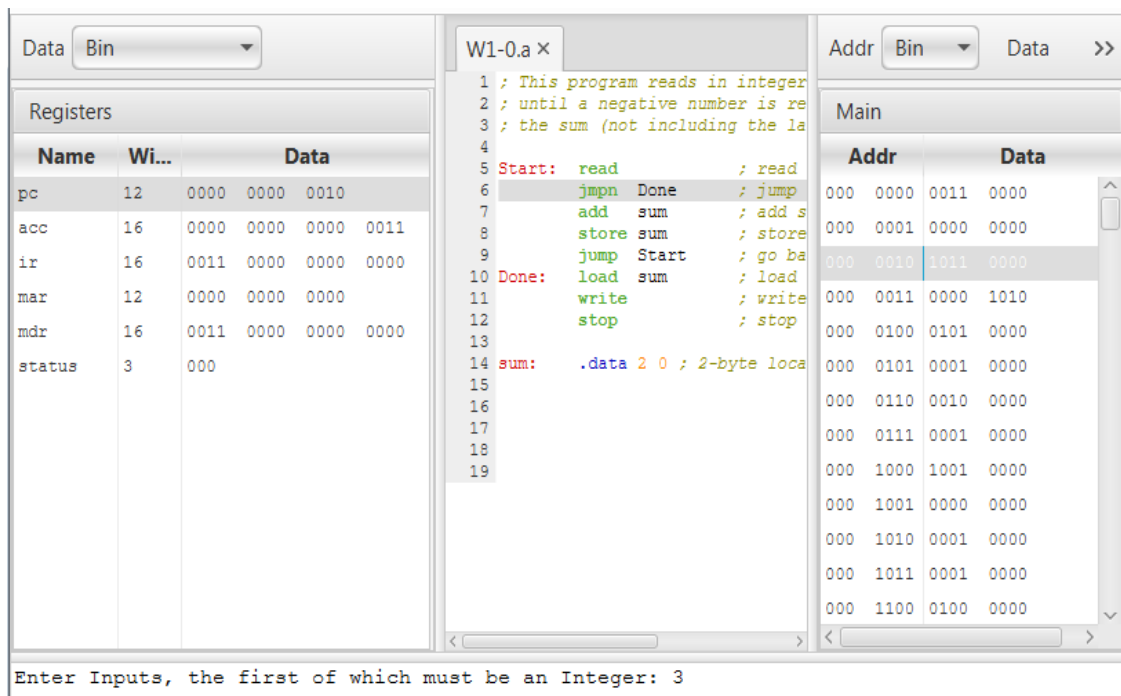 Data Bin
Registers
Name Wi... Data
pc 12 0000 0000 0010
acc 16 0000 0000 0000 0011
ir 16 0011 0000 0000 0000
mar 12 0000 0000 0000
mdr 16 0011 0000 0000 0000
status 3 000
W1-0.a ×
1 ; This program reads in integer
2 ; until a negative number is re
3 ; the sum (not including the la
4
5 Start: read ; read
6 jmpn Done ; jump
7 add sum ; add s
8 store sum ; store
9 jump Start ; go ba
10 Done: load sum ; load
11 write ; write
12 stop ; stop
13
14 sum: .data 2 0 ; 2-byte loca
15
16
17
18
19
Addr Bin Data >>
Main
Addr Data
000 0000 0011 0000
000 0001 0000 0000
000 0010 1011 0000
000 0011 0000 1010
000 0100 0101 0000
000 0101 0001 0000
000 0110 0010 0000
000 0111 0001 0000
000 1000 1001 0000
000 1001 0000 0000
000 1010 0001 0000
000 1011 0001 0000
000 1100 0100 0000
Enter Inputs, the first of which must be an Integer: 3